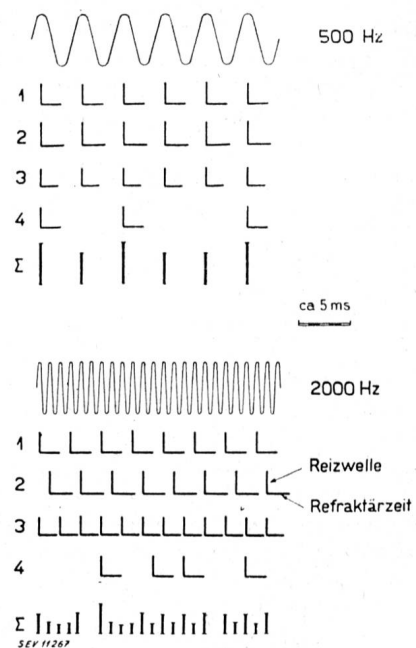 500 Hz
1
2
3
4
Σ
ca 5 ms
2000 Hz
1
2
Reizwelle
Refraktärzeit
3
4
Σ
SEV 11267